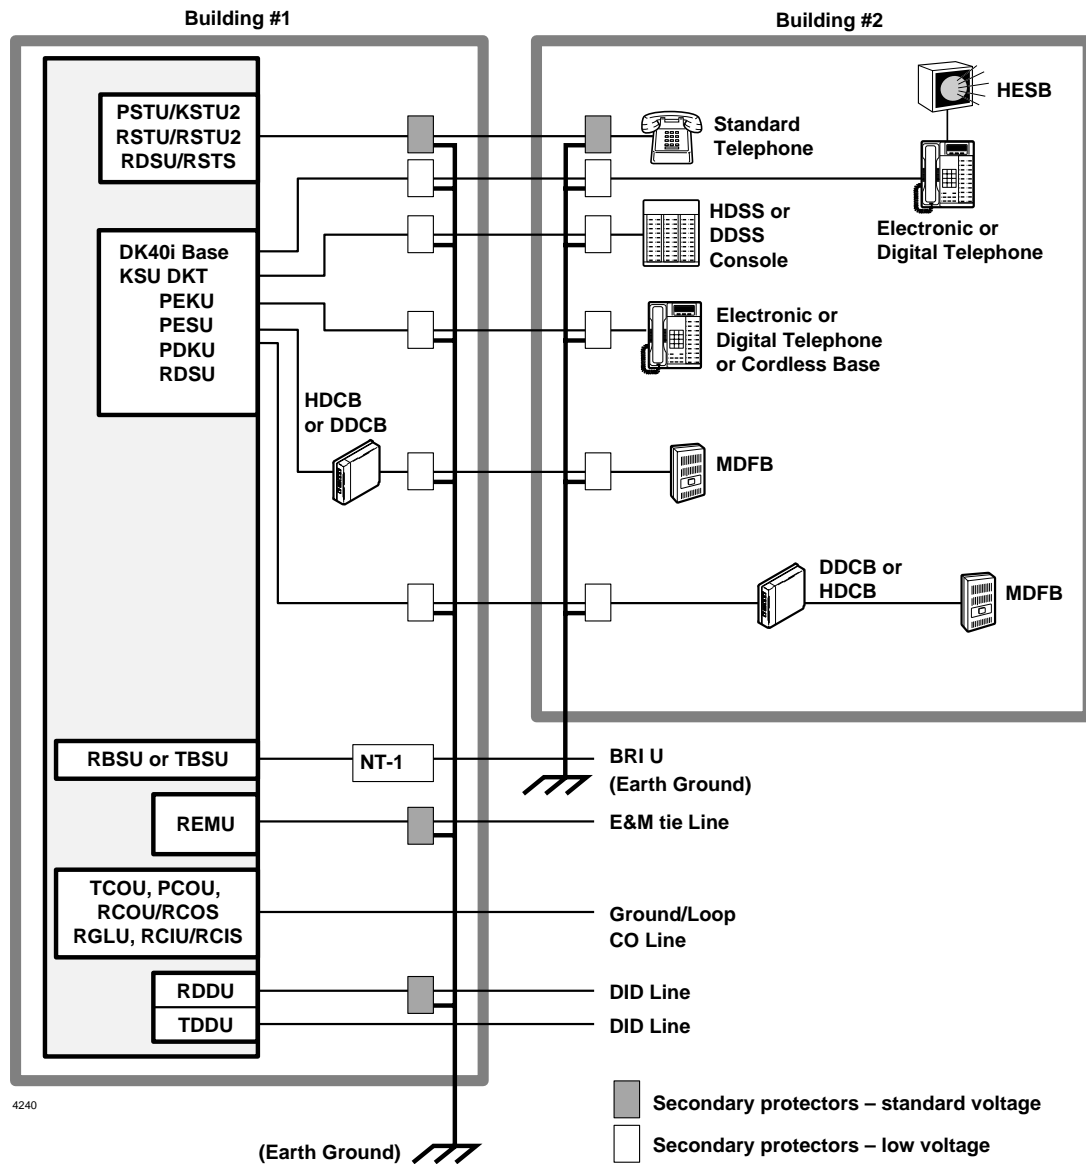 Building #1
Building #2
PSTU/KSTU2
RSTU/RSTU2
RDSU/RSTS
Standard
Telephone
HESB
Electronic or
Digital Telephone
DK40i Base
KSU DKT
PEKU
PESU
PDKU
RDSU
HDSS or
DDSS
Console
Electronic or
Digital Telephone
or Cordless Base
HDCB
or DDCB
MDFB
DDCB or
HDCB
MDFB
RBSU or TBSU
NT-1
BRI U
(Earth Ground)
REMU
E&M tie Line
TCOU, PCOU,
RCOU/RCOS
RGLU, RCIU/RCIS
Ground/Loop
CO Line
RDDU
DID Line
TDDU
DID Line
4240
Secondary protectors – standard voltage
Secondary protectors – low voltage
(Earth Ground)